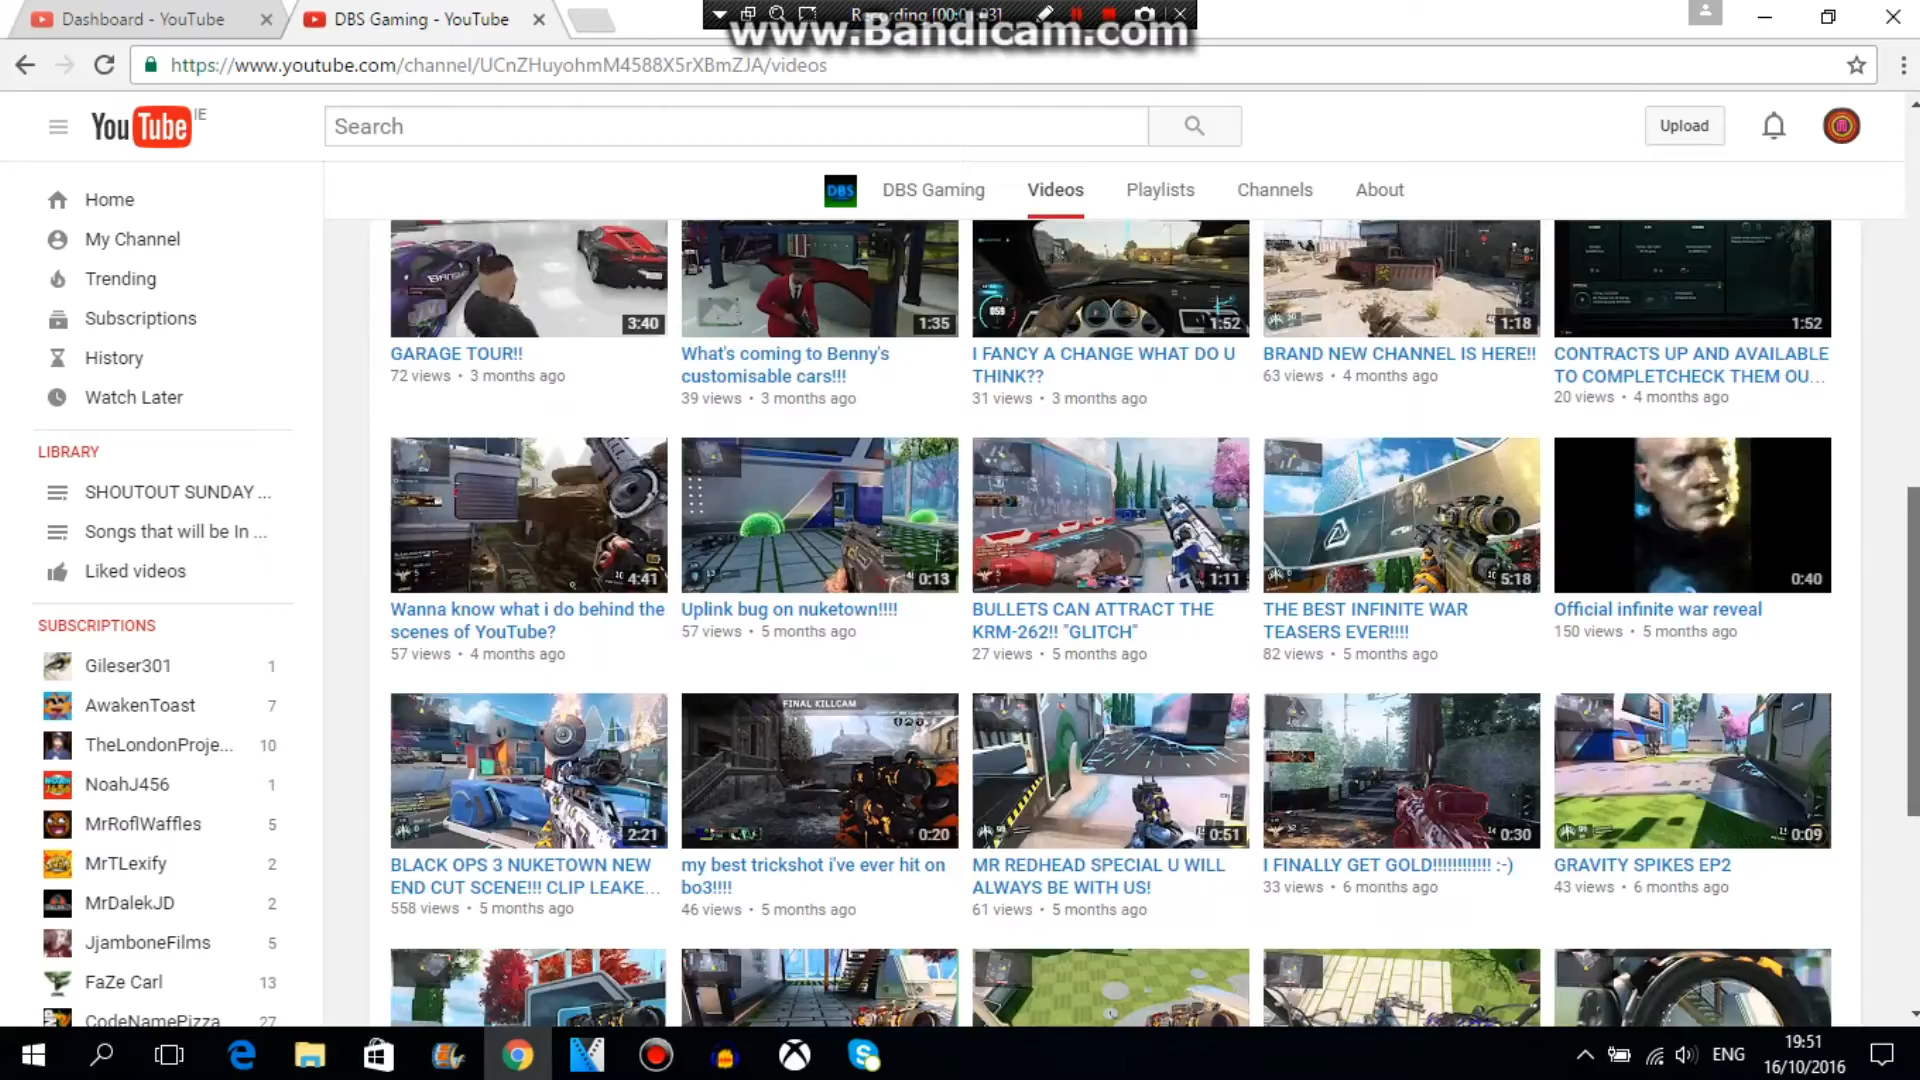 Dashboard - YouTube
DBS Gaming - YouTube
Recording [00:01:03]
www.Bandicam.com
https://www.youtube.com/channel/UCnZHuyohmM4588X5rXBmZJA/videos
YouTube IE
Search
Upload
DBS
DBS Gaming
Videos
Playlists
Channels
About
Home
My Channel
Trending
Subscriptions
History
Watch Later
LIBRARY
SHOUTOUT SUNDAY ...
Songs that will be In ...
Liked videos
SUBSCRIPTIONS
Gileser301 1
AwakenToast 7
TheLondonProje... 10
NoahJ456 1
MrRoflWaffles 5
MrTLexify 2
MrDalekJD 2
JjamboneFilms 5
FaZe Carl 13
CodeNamePizza 27
3:40
GARAGE TOUR!!
72 views • 3 months ago
1:35
What's coming to Benny's
customisable cars!!!
39 views • 3 months ago
059
1:52
I FANCY A CHANGE WHAT DO U
THINK??
31 views • 3 months ago
1:18
BRAND NEW CHANNEL IS HERE!!
63 views • 4 months ago
1:52
CONTRACTS UP AND AVAILABLE
TO COMPLETCHECK THEM OU...
20 views • 4 months ago
4:41
Wanna know what i do behind the
scenes of YouTube?
57 views • 4 months ago
0:13
Uplink bug on nuketown!!!!
57 views • 5 months ago
1:11
BULLETS CAN ATTRACT THE
KRM-262!! "GLITCH"
27 views • 5 months ago
5:18
THE BEST INFINITE WAR
TEASERS EVER!!!!
82 views • 5 months ago
0:40
Official infinite war reveal
150 views • 5 months ago
2:21
BLACK OPS 3 NUKETOWN NEW
END CUT SCENE!!! CLIP LEAKE...
558 views • 5 months ago
FINAL KILLCAM
0:20
my best trickshot i've ever hit on
bo3!!!!
46 views • 5 months ago
0:51
MR REDHEAD SPECIAL U WILL
ALWAYS BE WITH US!
61 views • 5 months ago
0:30
I FINALLY GET GOLD!!!!!!!!!!!! :-)
33 views • 6 months ago
0:09
GRAVITY SPIKES EP2
43 views • 6 months ago
ENG
19:51
16/10/2016